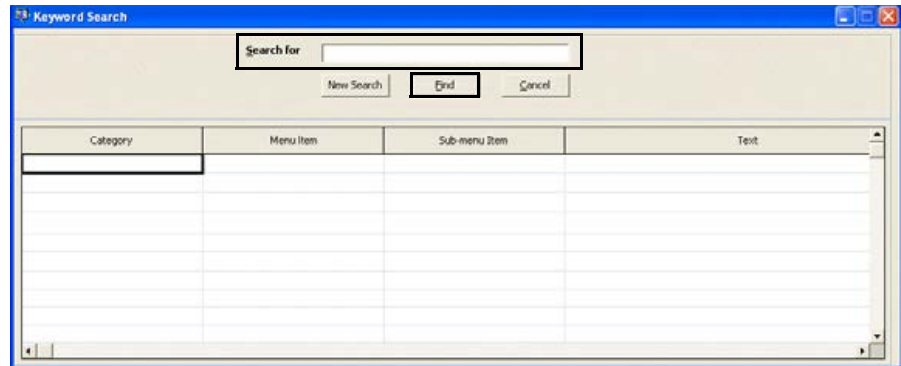 Keyword Search
Search for
New Search Find Cancel
Category Menu Item Sub-menu Item Text